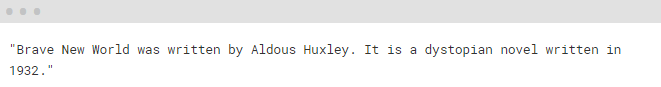 "Brave New World was written by Aldous Huxley. It is a dystopian novel written in
1932."